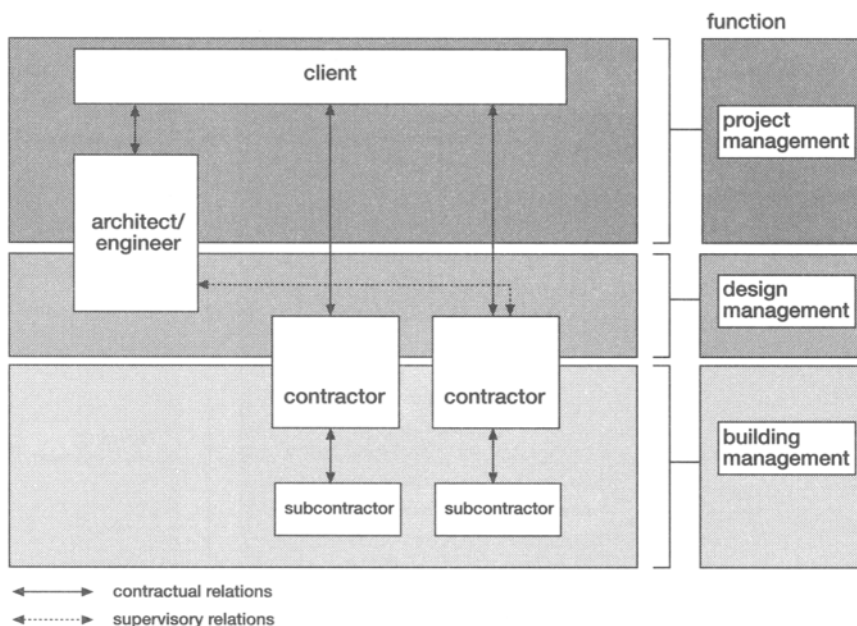 function
client
project
management
architect/
engineer
design
management
contractor
contractor
building
management
subcontractor
subcontractor
contractual relations
supervisory relations